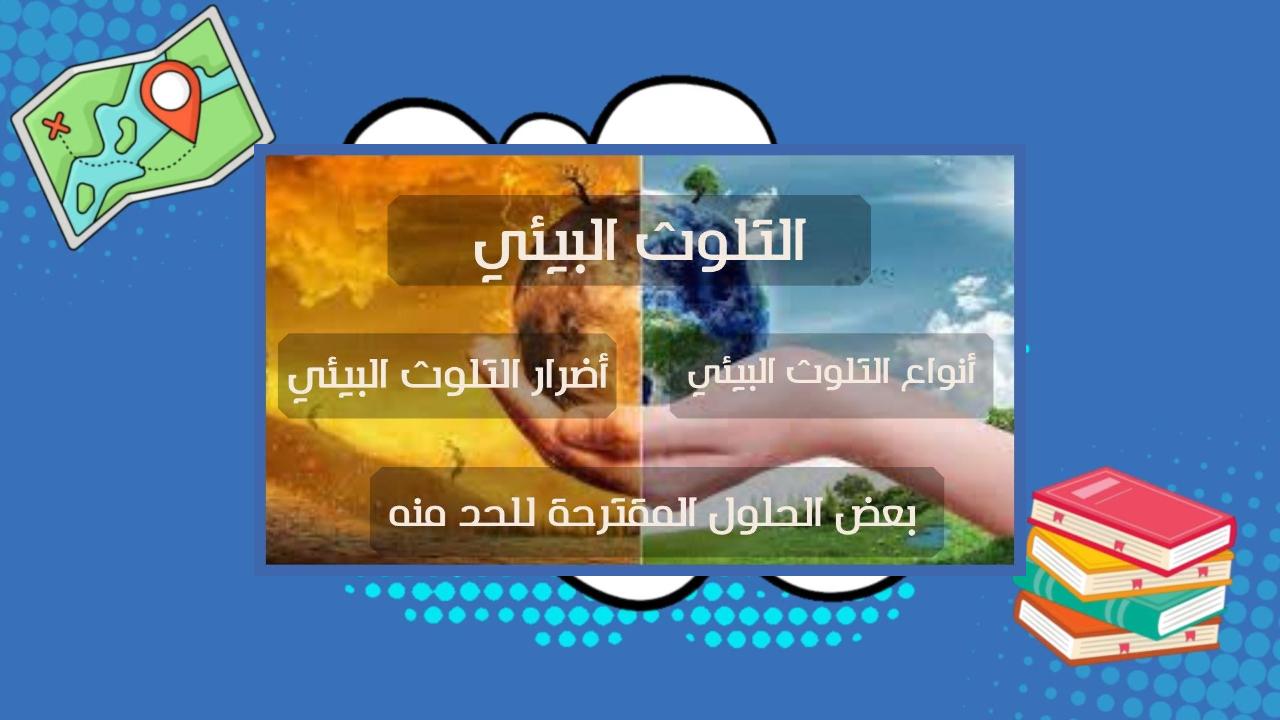 التلوث البيئي
أنواع التلوث البيئي
أضرار التلوث البيئي
بعض الحلول المقترحة للحد منه